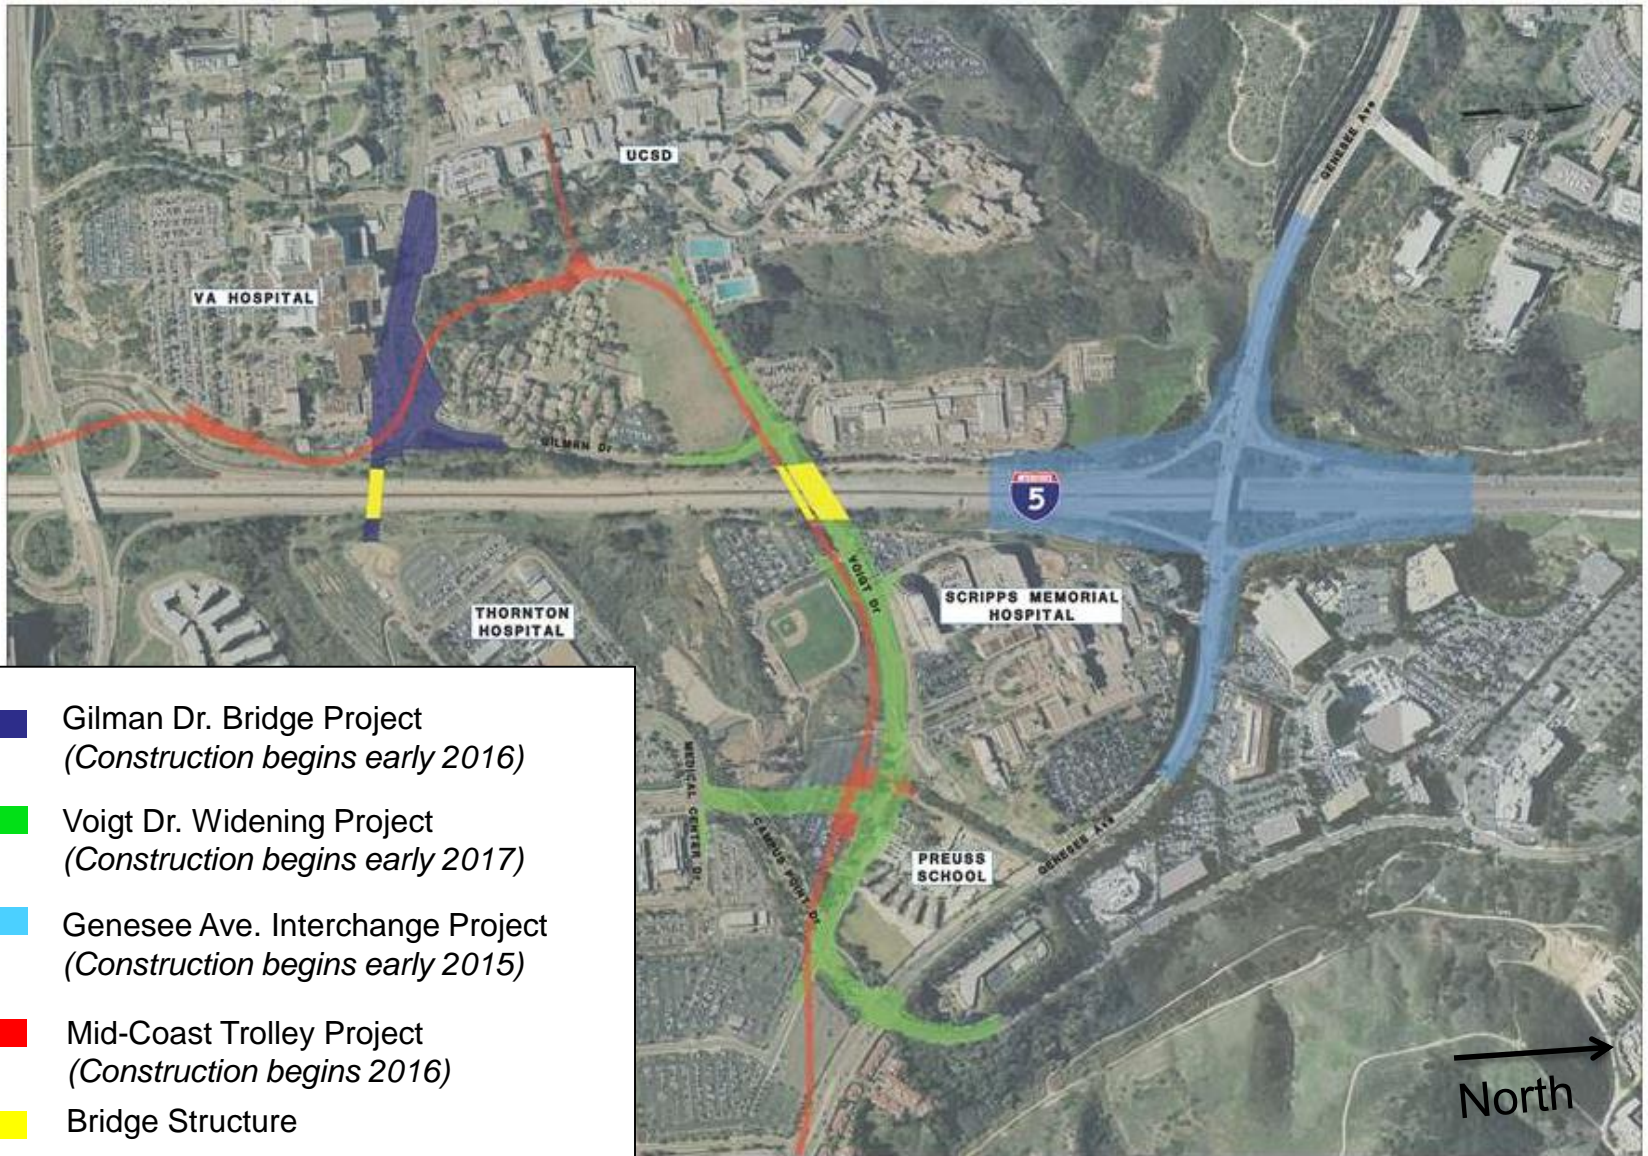 UCSD
GENESEE Ave
VA HOSPITAL
GILMAN Dr
5
VOIGT Dr
THORNTON
HOSPITAL
SCRIPPS MEMORIAL
HOSPITAL
MEDICAL CENTER Dr
CAMPUS POINT Dr
PREUSS
SCHOOL
GENESEE Ave
North
Gilman Dr. Bridge Project
(Construction begins early 2016)
Voigt Dr. Widening Project
(Construction begins early 2017)
Genesee Ave. Interchange Project
(Construction begins early 2015)
Mid-Coast Trolley Project
(Construction begins 2016)
Bridge Structure